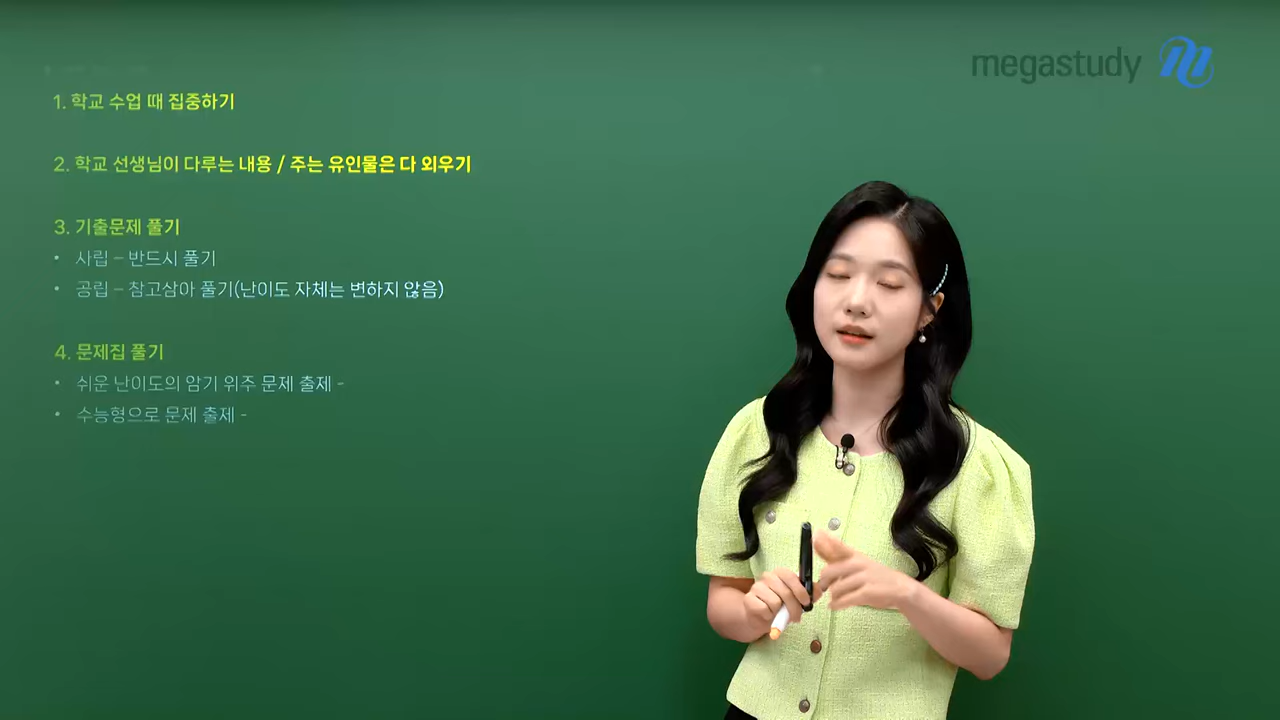 megastudy
1. 학교 수업 때 집중하기
2. 학교 선생님이 다루는 내용 / 주는 유인물은 다 외우기
3. 기출문제 풀기
• 사립 – 반드시 풀기
• 공립 – 참고삼아 풀기(난이도 자체는 변하지 않음)
4. 문제집 풀기
• 쉬운 난이도의 암기 위주 문제 출제 -
• 수능형으로 문제 출제 -